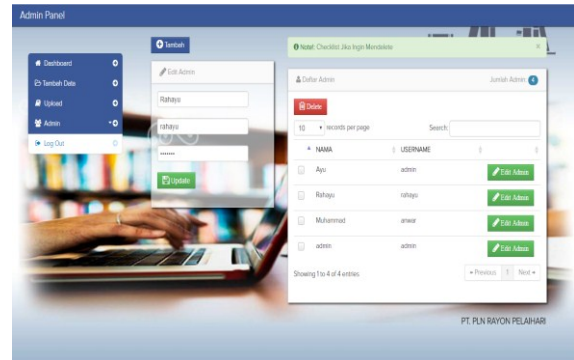 Admin Panel
Dashboard
Tambah Data
Upload
Admin
Log Out
Tambah
Edit Admin
Rahayu
rahayu
Update
Note!: Checklist Jika Ingin Mendelete
×
Daftar Admin
Jumlah Admin 4
Delete
10 records per page
Search:
NAMA USERNAME
Ayu admin Edit Admin
Rahayu rahayu Edit Admin
Muhammad anwar Edit Admin
admin admin Edit Admin
Showing 1 to 4 of 4 entries
Previous 1 Next
PT. PLN RAYON PELAIHARI